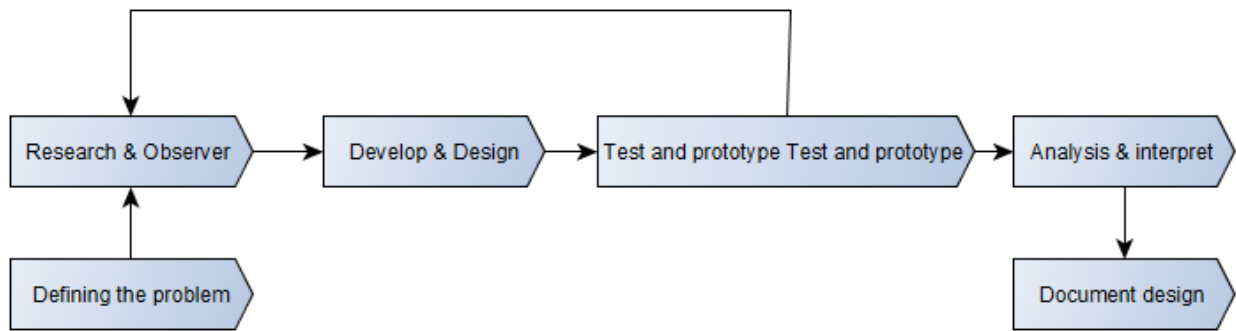 Research & Observer
Develop & Design
Test and prototype Test and prototype
Analysis & interpret
Defining the problem
Document design